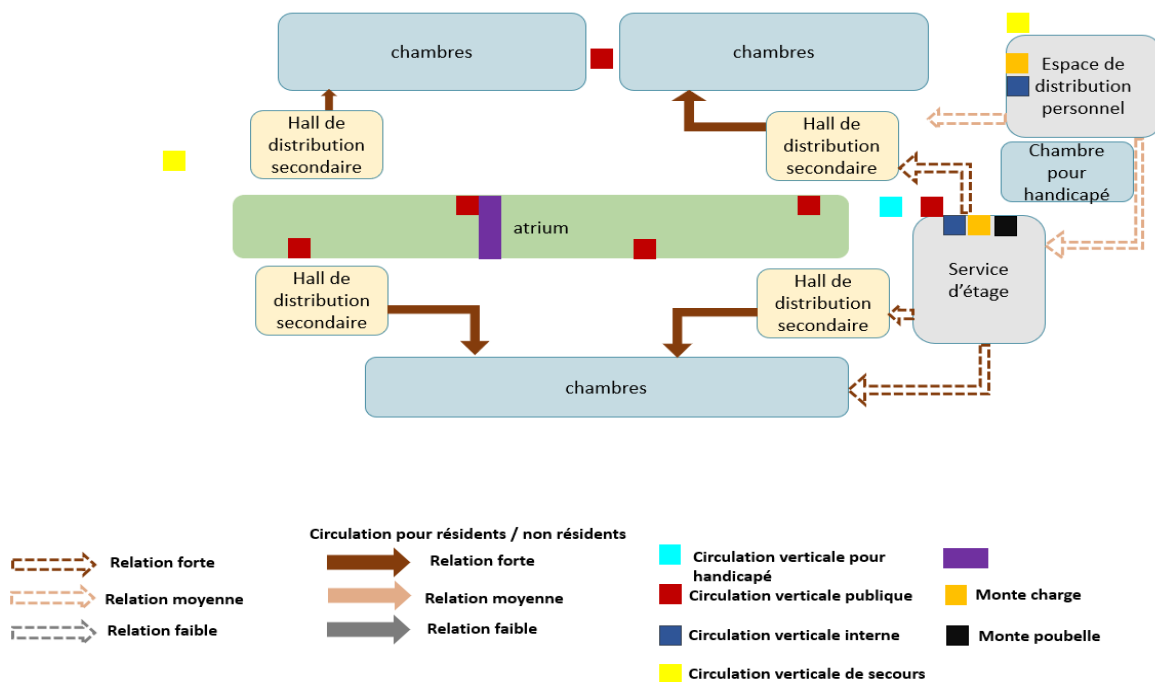 chambres
chambres
Espace de
distribution
personnel
Hall de
distribution
secondaire
Hall de
distribution
secondaire
Chambre
pour
handicapé
atrium
Service
d'étage
Hall de
distribution
secondaire
Hall de
distribution
secondaire
chambres
Circulation pour résidents / non résidents
Relation forte
Relation moyenne
Relation faible
Relation forte
Relation moyenne
Relation faible
Circulation verticale pour
handicapé
Circulation verticale publique
Circulation verticale interne
Circulation verticale de secours
Monte charge
Monte poubelle